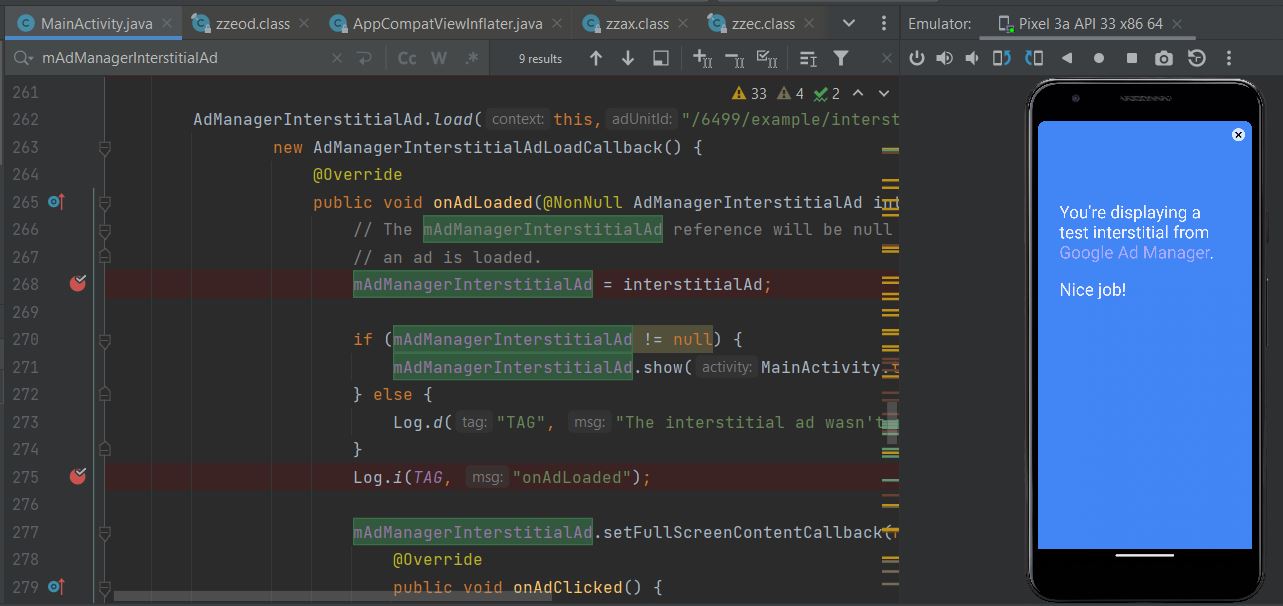 MainActivity.java zzeod.class AppCompatViewInflater.java zzax.class zzec.class Emulator: Pixel 3a API 33 x86 64
mAdManagerInterstitialAd Cc W .* 9 results
261 33 4 2
262 AdManagerInterstitialAd.load( context: this, adUnitId: "/6499/example/interst
263 new AdManagerInterstitialAdLoadCallback() {
264 @Override
265 public void onAdLoaded(@NonNull AdManagerInterstitialAd int
266 // The mAdManagerInterstitialAd reference will be null
267 // an ad is loaded.
268 mAdManagerInterstitialAd = interstitialAd;
269
270 if (mAdManagerInterstitialAd != null) {
271 mAdManagerInterstitialAd.show( activity: MainActivity.t
272 } else {
273 Log.d( tag: "TAG", msg: "The interstitial ad wasn't
274 }
275 Log.i(TAG, msg: "onAdLoaded");
276
277 mAdManagerInterstitialAd.setFullScreenContentCallback(
278 @Override
279 public void onAdClicked() {
You're displaying a
test interstitial from
Google Ad Manager.
Nice job!